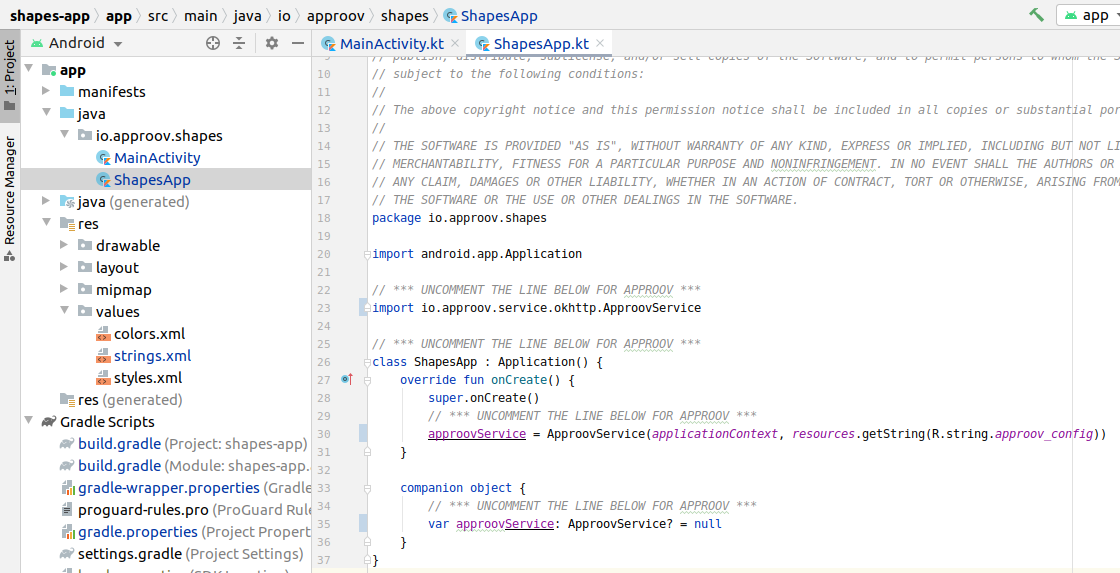 shapes-app app src main java io approov shapes ShapesApp app
1: Project
Resource Manager
Android
app
manifests
java
io.approov.shapes
MainActivity
ShapesApp
java (generated)
res
drawable
layout
mipmap
values
colors.xml
strings.xml
styles.xml
res (generated)
Gradle Scripts
build.gradle (Project: shapes-app)
build.gradle (Module: shapes-app.
gradle-wrapper.properties (Gradle
proguard-rules.pro (ProGuard Rule
gradle.properties (Project Propert
settings.gradle (Project Settings)
MainActivity.kt ShapesApp.kt
9 // publish, distribute, sublicense, and/or sell copies of the Software, and to permit persons to whom the S
10 // subject to the following conditions:
11 //
12 // The above copyright notice and this permission notice shall be included in all copies or substantial por
13 //
14 // THE SOFTWARE IS PROVIDED "AS IS", WITHOUT WARRANTY OF ANY KIND, EXPRESS OR IMPLIED, INCLUDING BUT NOT LI
15 // MERCHANTABILITY, FITNESS FOR A PARTICULAR PURPOSE AND NONINFRINGEMENT. IN NO EVENT SHALL THE AUTHORS OR
16 // ANY CLAIM, DAMAGES OR OTHER LIABILITY, WHETHER IN AN ACTION OF CONTRACT, TORT OR OTHERWISE, ARISING FROM
17 // THE SOFTWARE OR THE USE OR OTHER DEALINGS IN THE SOFTWARE.
18 package io.approov.shapes
19
20 import android.app.Application
21
22 // *** UNCOMMENT THE LINE BELOW FOR APPROOV ***
23 import io.approov.service.okhttp.ApproovService
24
25 // *** UNCOMMENT THE LINE BELOW FOR APPROOV ***
26 class ShapesApp : Application() {
27 override fun onCreate() {
28 super.onCreate()
29 // *** UNCOMMENT THE LINE BELOW FOR APPROOV ***
30 approovService = ApproovService(applicationContext, resources.getString(R.string.approov_config))
31 }
32
33 companion object {
34 // *** UNCOMMENT THE LINE BELOW FOR APPROOV ***
35 var approovService: ApproovService? = null
36 }
37 }